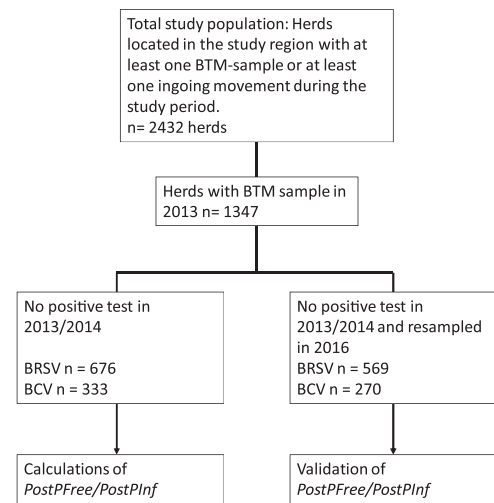 Total study population: Herds
located in the study region with at
least one BTM-sample or at least
one ingoing movement during the
study period.
n= 2432 herds
Herds with BTM sample in
2013 n= 1347
No positive test in
2013/2014
BRSV n = 676
BCV n = 333
No positive test in
2013/2014 and resampled
in 2016
BRSV n = 569
BCV n = 270
Calculations of
PostPFree/PostPInf
Validation of
PostPFree/PostPInf